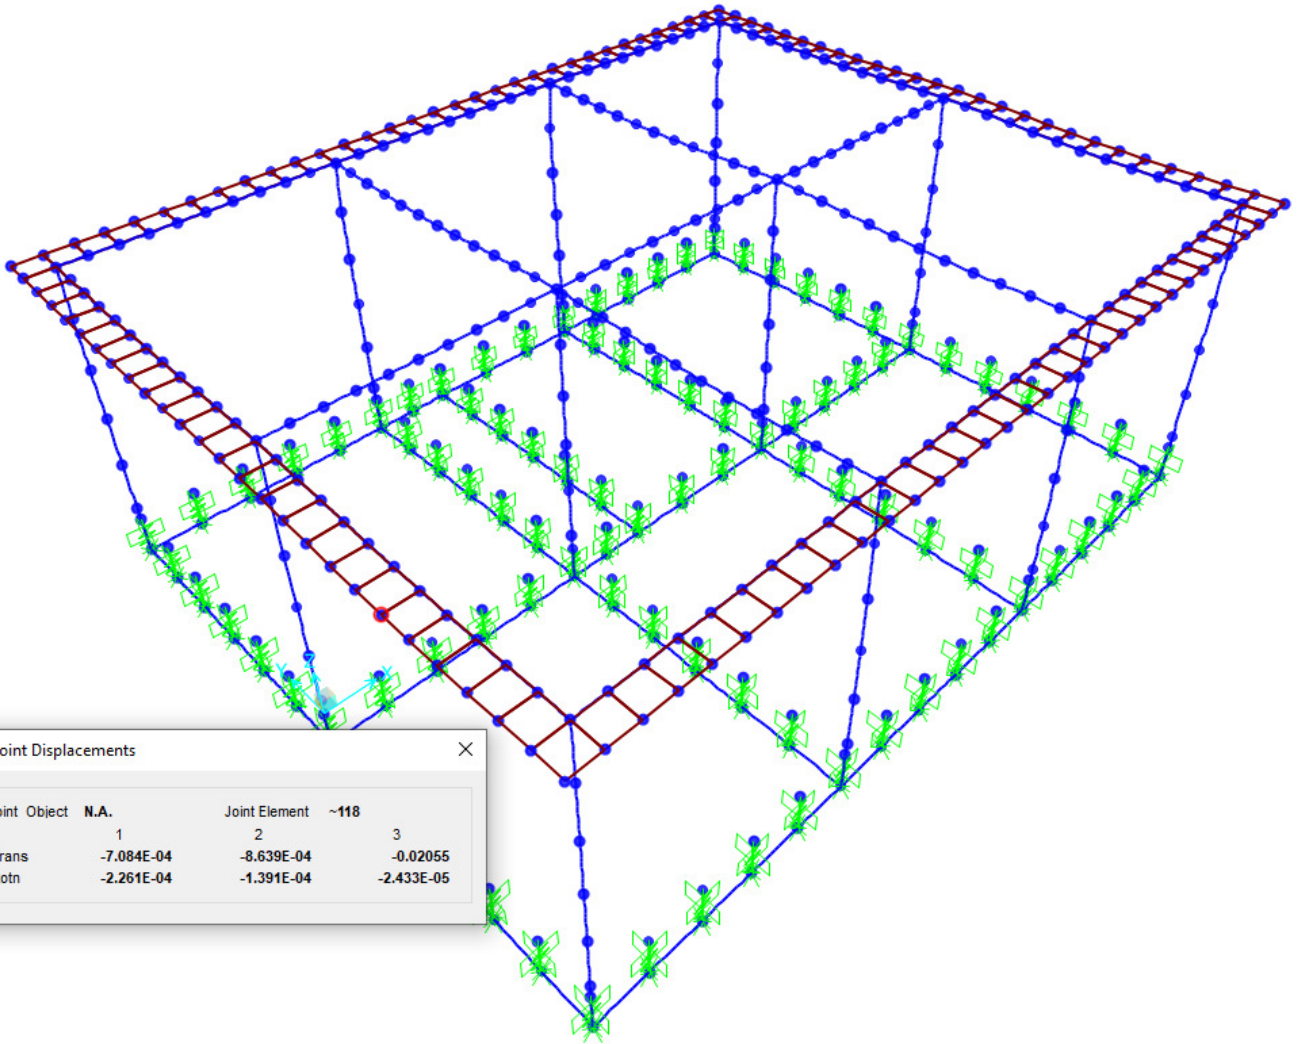 oint Displacements
oint Object N.A. Joint Element ~118
1 2 3
rans -7.084E-04 -8.639E-04 -0.02055
otn -2.261E-04 -1.391E-04 -2.433E-05